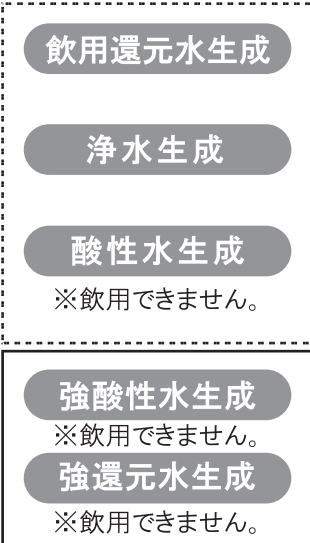 飲用還元水生成
浄水生成
酸性水生成
※飲用できません。
強酸性水生成
※飲用できません。
強還元水生成
※飲用できません。